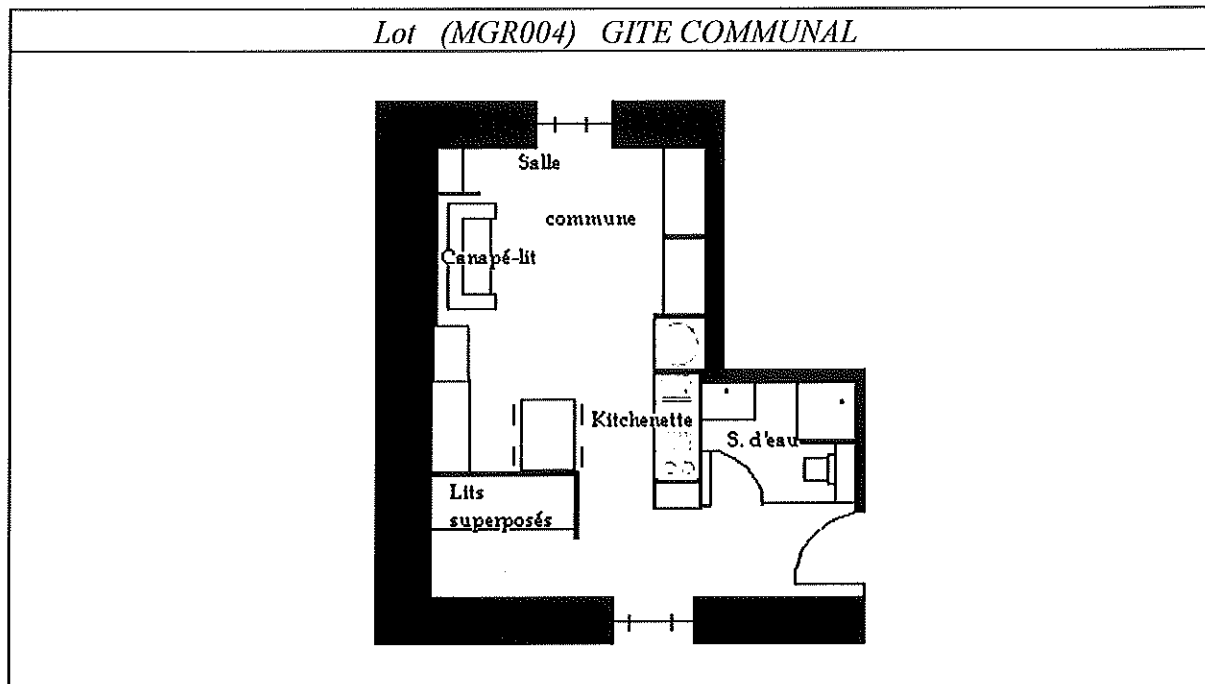 Lot (MGR004) GITE COMMUNAL
Salle
commune
Canapé-lit
Kitchenette
S. d'eau
Lits
superposés